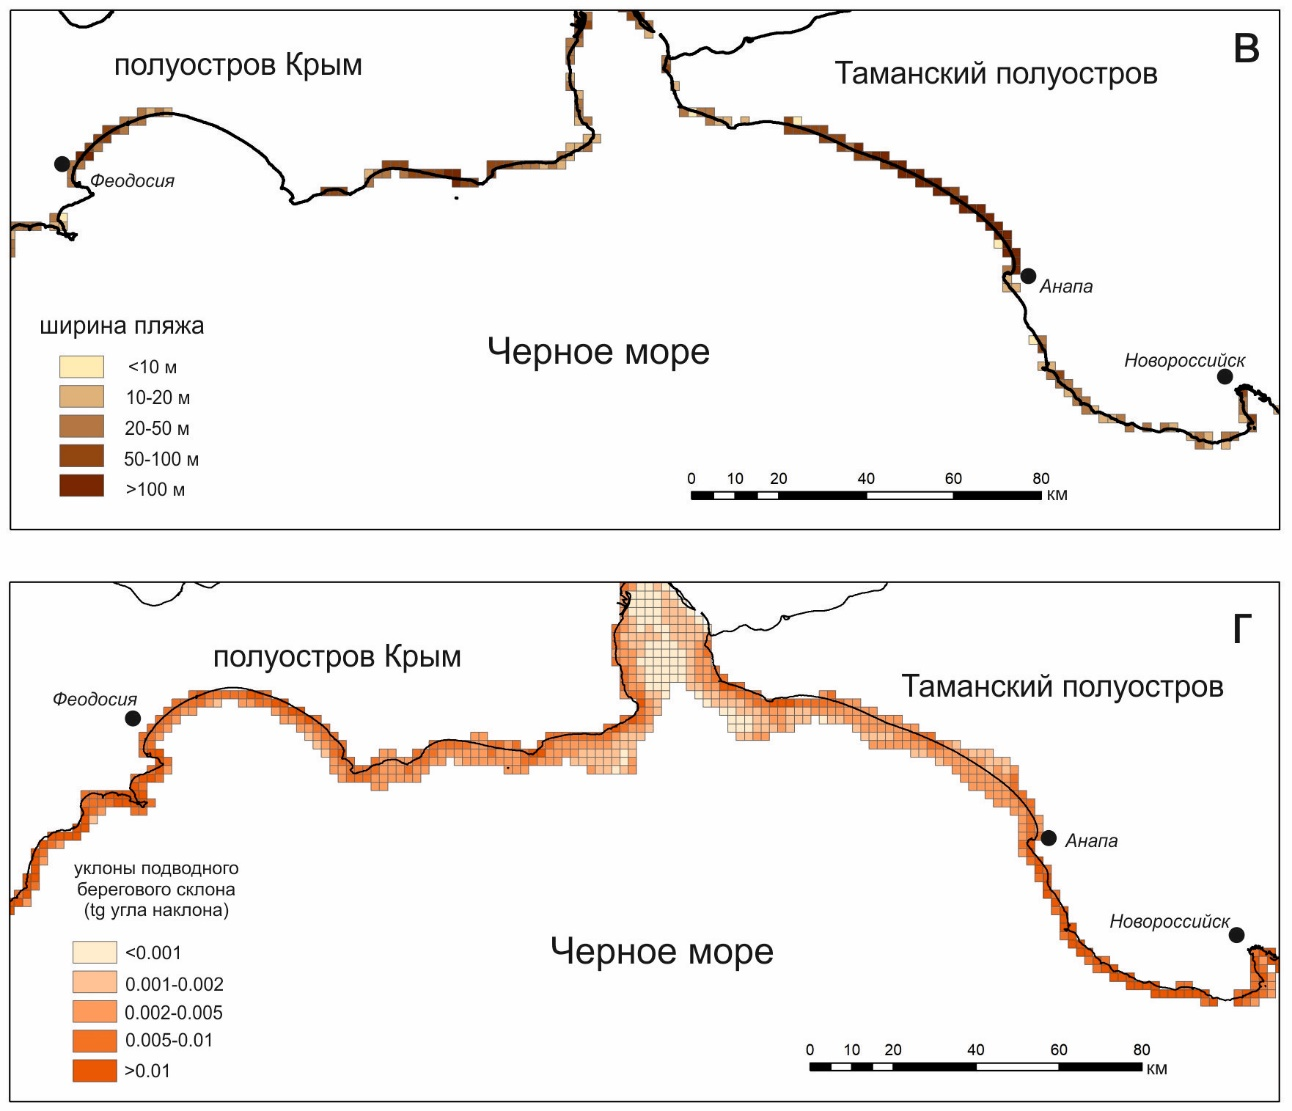 В
полуостров Крым
Таманский полуостров
Феодосия
Анапа
ширина пляжа
Черное море
<10 м
Новороссийск
10-20 м
20-50 м
50-100 м
>100 м
0 10 20 40 60 80
км
Г
полуостров Крым
Таманский полуостров
Феодосия
Анапа
уклоны подводного
берегового склона
(tg угла наклона)
Новороссийск
Черное море
<0.001
0.001-0.002
0.002-0.005
0.005-0.01
>0.01
0 10 20 40 60 80
км